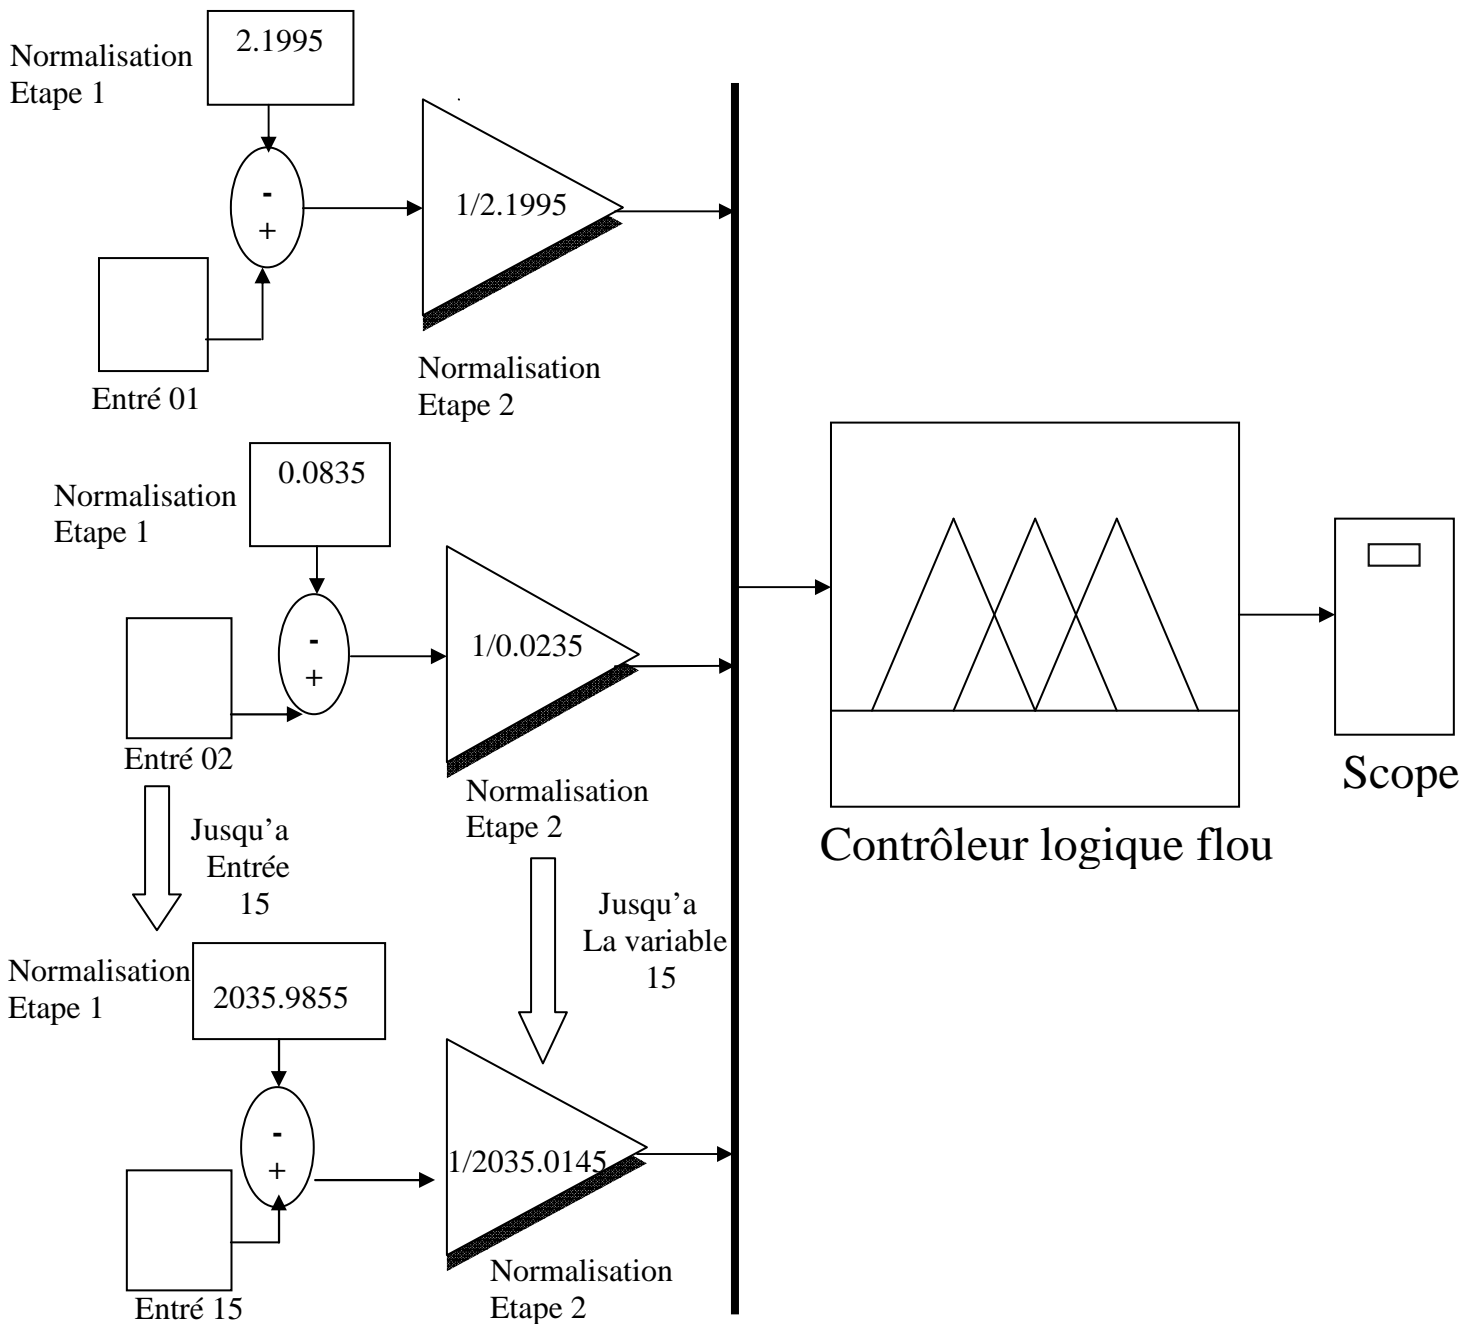 Normalisation
Etape 1
2.1995
-
+
1/2.1995
Entré 01
Normalisation
Etape 2
Normalisation
Etape 1
0.0835
-
+
1/0.0235
Entré 02
Normalisation
Etape 2
Jusqu’a
Entrée
15
Jusqu’a
La variable
15
Normalisation
Etape 1
2035.9855
-
+
1/2035.0145
Entré 15
Normalisation
Etape 2
Contrôleur logique flou
Scope